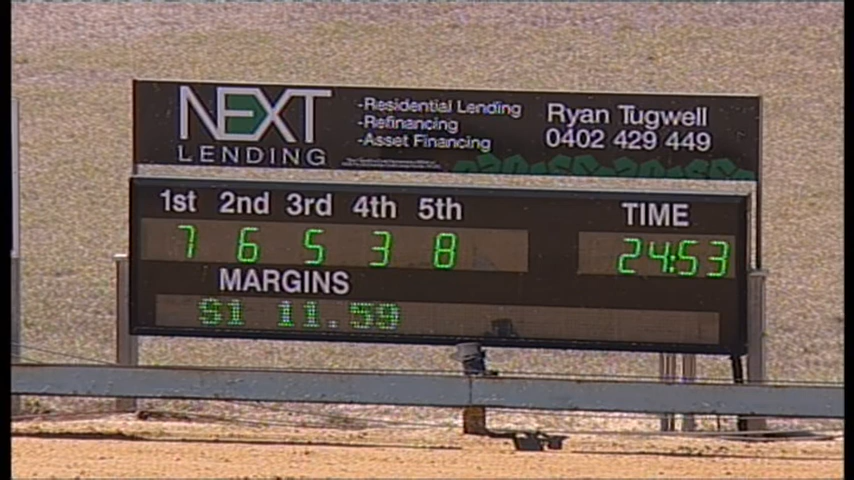 NEXT
LENDING
-Residential Lending
-Refinancing
-Asset Financing
Ryan Tugwell
0402 429 449
1st 2nd 3rd 4th 5th TIME
7 6 5 3 8 24:53
MARGINS
S1 11.59